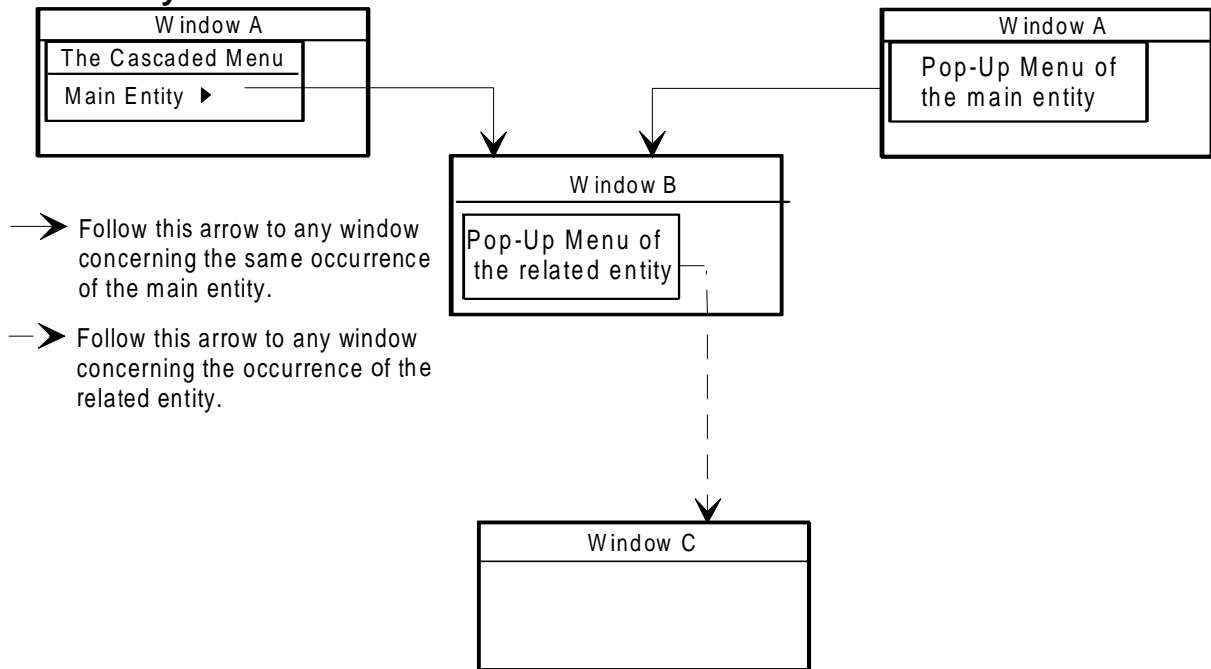 Window A
The Cascaded Menu
Main Entity ▶
Window A
Pop-Up Menu of
the main entity
Window B
Pop-Up Menu of
the related entity
Follow this arrow to any window
concerning the same occurrence
of the main entity.
Follow this arrow to any window
concerning the occurrence of the
related entity.
Window C